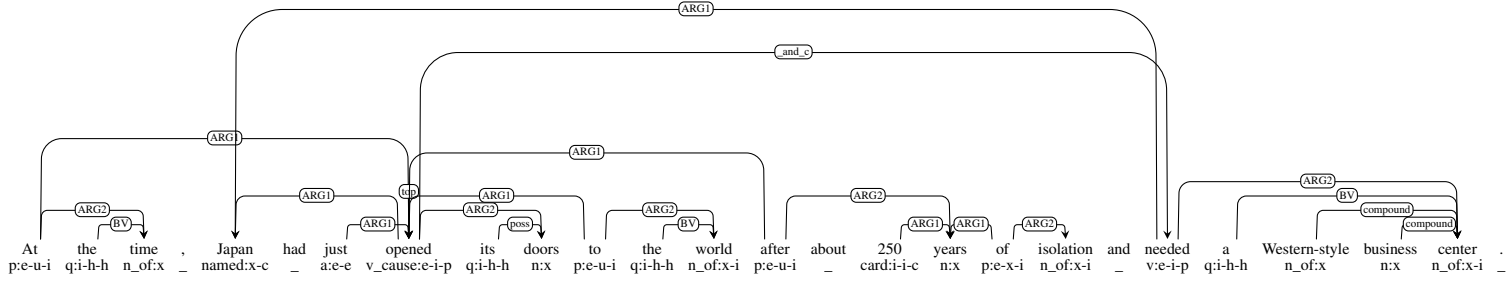 ARG1
_and_c
ARG1
ARG1
ARG2
top
ARG1 ARG1 ARG2 ARG2 BV
ARG2 ARG2 ARG2 compound
BV ARG1 poss BV ARG1 ARG1 ARG2 compound
At the time , Japan had just opened its doors to the world after about 250 years of isolation and needed a Western-style business center .
p:e-u-i q:i-h-h n_of:x _ named:x-c _ a:e-e v_cause:e-i-p q:i-h-h n:x p:e-u-i q:i-h-h n_of:x-i p:e-u-i _ card:i-i-c n:x p:e-x-i n_of:x-i _ v:e-i-p q:i-h-h n_of:x n:x n_of:x-i _